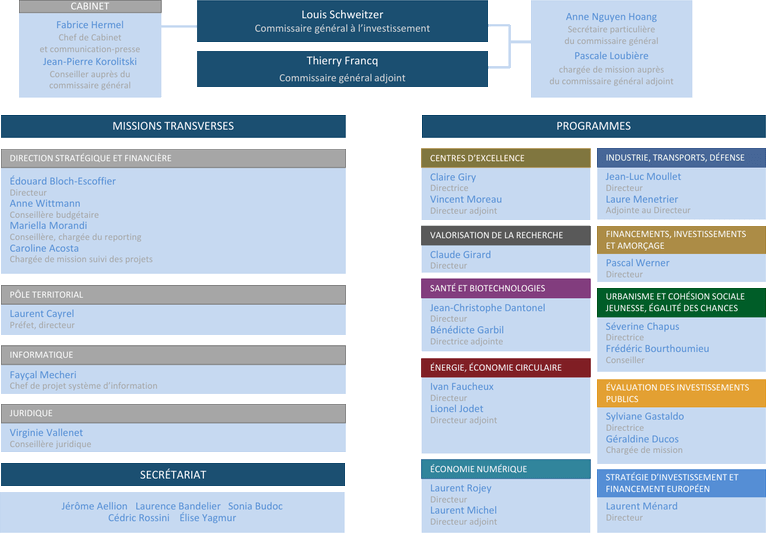 CABINET
Fabrice Hermel
Chef de Cabinet
et communication-presse
Jean-Pierre Korolitski
Conseiller auprès du
commissaire général
Louis Schweitzer
Commissaire général à l'investissement
Thierry Francq
Commissaire général adjoint
Anne Nguyen Hoang
Secrétaire particulière
du commissaire général
Pascale Loubière
chargée de mission auprès
du commissaire général adjoint
MISSIONS TRANSVERSES
DIRECTION STRATÉGIQUE ET FINANCIÈRE
Édouard Bloch-Escoffier
Directeur
Anne Wittmann
Conseillère budgétaire
Mariella Morandi
Conseillère, chargée du reporting
Caroline Acosta
Chargée de mission suivi des projets
PÔLE TERRITORIAL
Laurent Cayrel
Préfet, directeur
INFORMATIQUE
Fayçal Mecheri
Chef de projet système d'information
JURIDIQUE
Virginie Vallenet
Conseillère juridique
SECRÉTARIAT
Jérôme Aellion Laurence Bandelier Sonia Budoc
Cédric Rossini Élise Yagmur
PROGRAMMES
CENTRES D'EXCELLENCE
Claire Giry
Directrice
Vincent Moreau
Directeur adjoint
VALORISATION DE LA RECHERCHE
Claude Girard
Directeur
SANTÉ ET BIOTECHNOLOGIES
Jean-Christophe Dantonel
Directeur
Bénédicte Garbil
Directrice adjointe
ÉNERGIE, ÉCONOMIE CIRCULAIRE
Ivan Faucheux
Directeur
Lionel Jodet
Directeur adjoint
ÉCONOMIE NUMÉRIQUE
Laurent Rojey
Directeur
Laurent Michel
Directeur adjoint
INDUSTRIE, TRANSPORTS, DÉFENSE
Jean-Luc Moullet
Directeur
Laure Menetrier
Adjointe au Directeur
FINANCEMENTS, INVESTISSEMENTS
ET AMORÇAGE
Pascal Werner
Directeur
URBANISME ET COHÉSION SOCIALE
JEUNESSE, ÉGALITÉ DES CHANCES
Séverine Chapus
Directrice
Frédéric Bourthoumieu
Conseiller
ÉVALUATION DES INVESTISSEMENTS
PUBLICS
Sylviane Gastaldo
Directrice
Géraldine Ducos
Chargée de mission
STRATÉGIE D'INVESTISSEMENT ET
FINANCEMENT EUROPÉEN
Laurent Ménard
Directeur